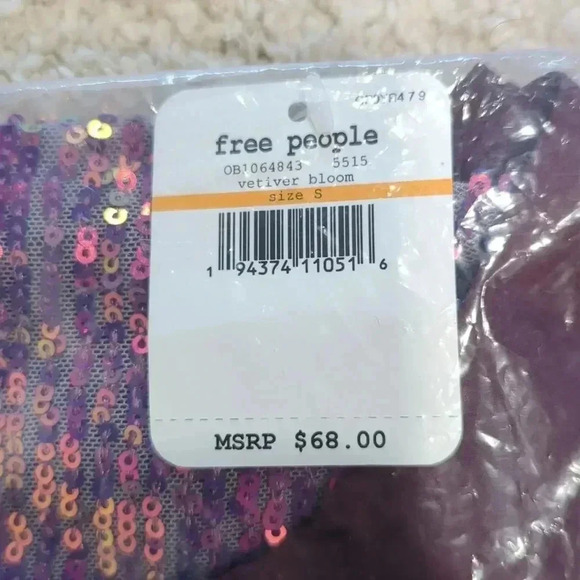 free people
OB1064843 5515
vetiver bloom
size S
1 94374 11051 6
MSRP $68.00